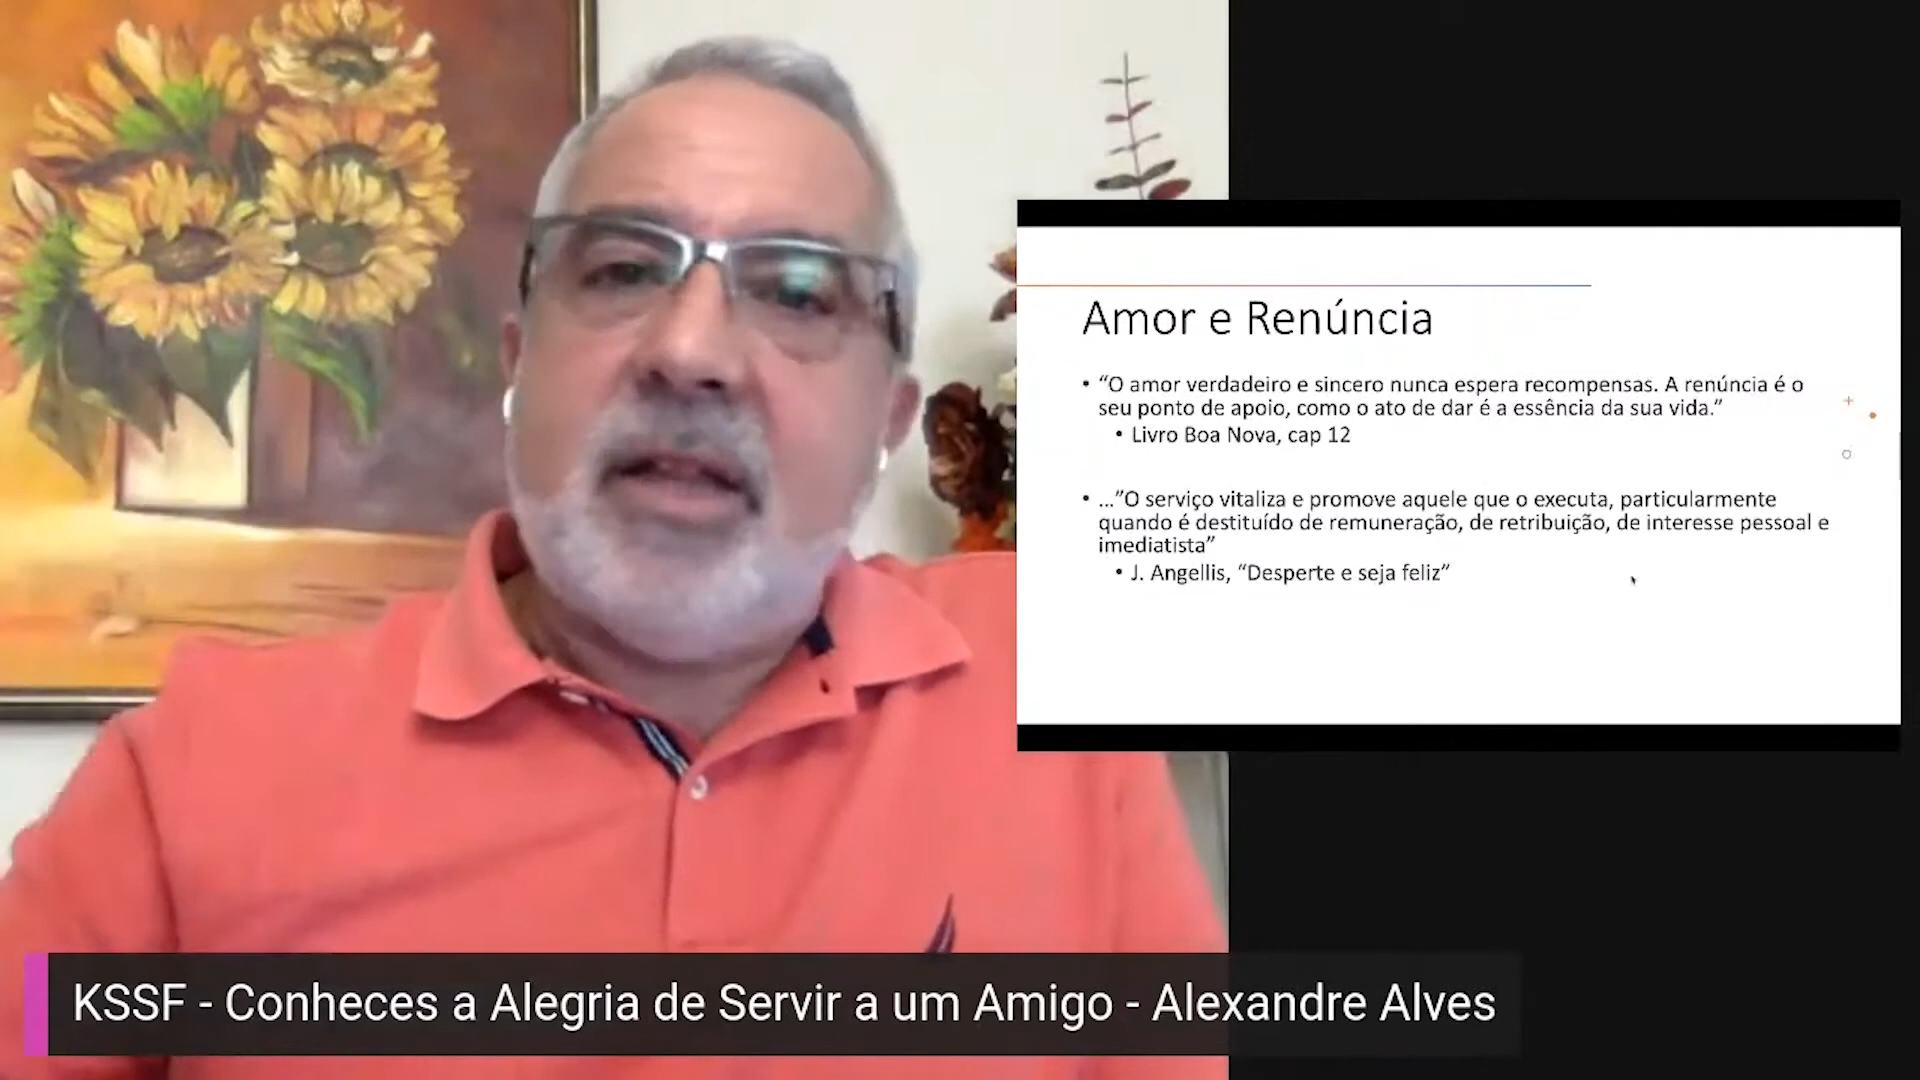 Amor e Renúncia
• “O amor verdadeiro e sincero nunca espera recompensas. A renúncia é o
seu ponto de apoio, como o ato de dar é a essência da sua vida.”
• Livro Boa Nova, cap 12
• ...”O serviço vitaliza e promove aquele que o executa, particularmente
quando é destituído de remuneração, de retribuição, de interesse pessoal e
imediatista”
• J. Angellis, “Desperte e seja feliz”
KSSF - Conheces a Alegria de Servir a um Amigo - Alexandre Alves